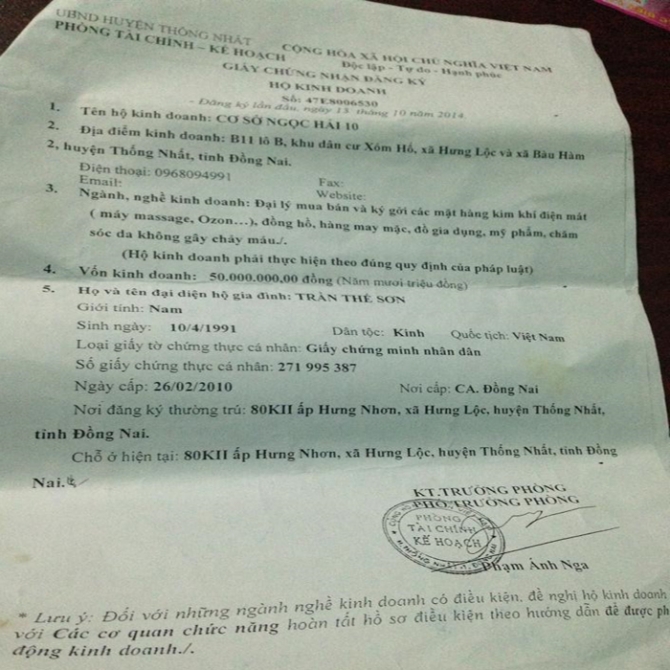 UBND HUYỆN THỐNG NHẤT
PHÒNG TÀI CHÍNH – KẾ HOẠCH
CỘNG HÒA XÃ HỘI CHỦ NGHĨA VIỆT NAM
Độc lập - Tự do - Hạnh phúc
GIẤY CHỨNG NHẬN ĐĂNG KÝ
HỘ KINH DOANH
Số: 47E8006530
- Đăng ký lần đầu, ngày 13 tháng 10 năm 2014.
1. Tên hộ kinh doanh: CƠ SỞ NGỌC HẢI 10
2. Địa điểm kinh doanh: B11 lô B, khu dân cư Xóm Hố, xã Hưng Lộc và xã Bàu Hàm
2, huyện Thống Nhất, tỉnh Đồng Nai.
Điện thoại: 0968094991 Fax:
Email: Website:
3. Ngành, nghề kinh doanh: Đại lý mua bán và ký gởi các mặt hàng kim khí điện mát
( máy massage, Ozon...), đồng hồ, hàng may mặc, đồ gia dụng, mỹ phẩm, chăm
sóc da không gây chảy máu./.
(Hộ kinh doanh phải thực hiện theo đúng quy định của pháp luật)
4. Vốn kinh doanh: 50.000.000,00 đồng (Năm mươi triệu đồng)
5. Họ và tên đại diện hộ gia đình: TRẦN THẾ SƠN
Giới tính: Nam
Sinh ngày: 10/4/1991 Dân tộc: Kinh Quốc tịch: Việt Nam
Loại giấy tờ chứng thực cá nhân: Giấy chứng minh nhân dân
Số giấy chứng thực cá nhân: 271 995 387
Ngày cấp: 26/02/2010 Nơi cấp: CA. Đồng Nai
Nơi đăng ký thường trú: 80KII ấp Hưng Nhơn, xã Hưng Lộc, huyện Thống Nhất,
tỉnh Đồng Nai.
Chỗ ở hiện tại: 80KII ấp Hưng Nhơn, xã Hưng Lộc, huyện Thống Nhất, tỉnh Đồng
Nai.
KT.TRƯỞNG PHÒNG
PHÓ TRƯỞNG PHÒNG
PHÒNG
TÀI CHÍNH
KẾ HOẠCH
Phạm Ánh Nga
* Lưu ý: Đối với những ngành nghề kinh doanh có điều kiện, đề nghị hộ kinh doanh
với Các cơ quan chức năng hoàn tất hồ sơ điều kiện theo hướng dẫn để được ph
động kinh doanh./.